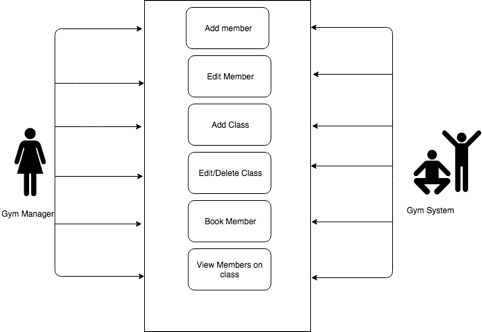 Add member
Edit Member
Add Class
Edit/Delete Class
Book Member
View Members on
class
Gym Manager
Gym System